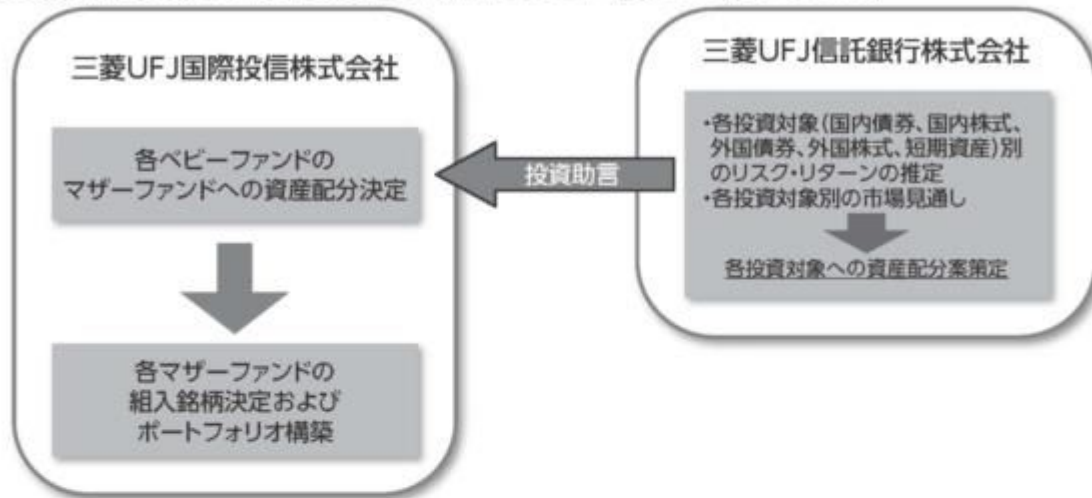 三菱UFJ国際投信株式会社
各ベビーファンドの
マザーファンドへの資産配分決定
各マザーファンドの
組入銘柄決定および
ポートフォリオ構築
投資助言
三菱UFJ信託銀行株式会社
・各投資対象(国内債券、国内株式、
外国債券、外国株式、短期資産)別
のリスク・リターンの推定
・各投資対象別の市場見通し
各投資対象への資産配分案策定